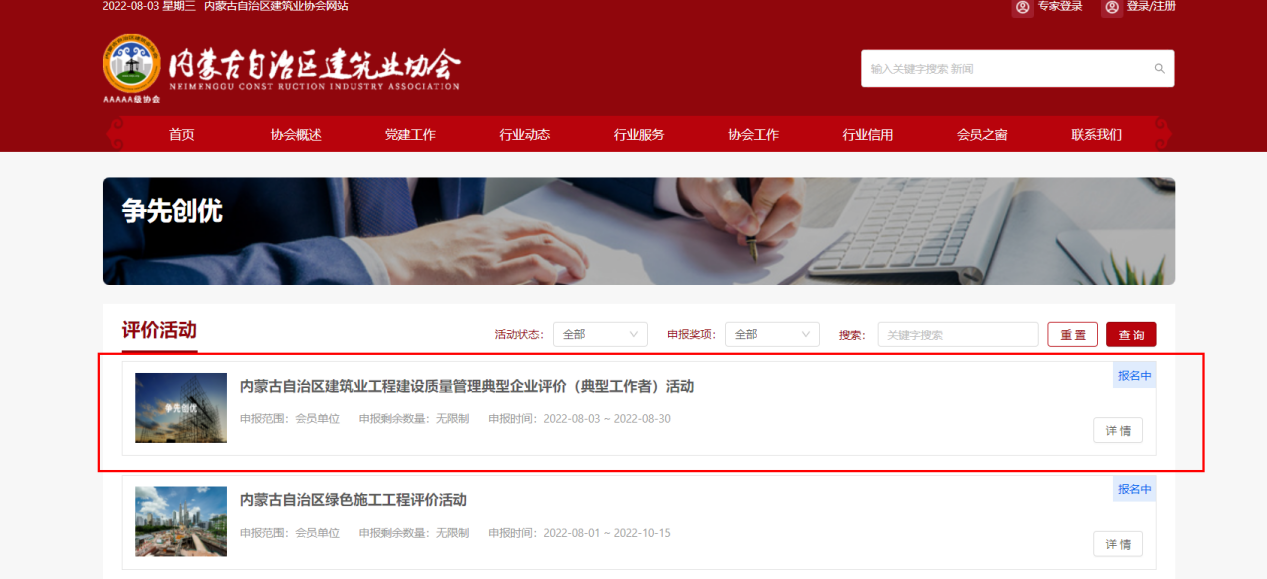 2022-08-03 星期三 内蒙古自治区建筑业协会网站 专家登录 登录/注册
内蒙古自治区建筑业协会
NEIMENGGU CONST RUCTION INDUSTRY ASSOCIATION
AAAAA级协会
输入关键字搜索 新闻
首页 协会概述 党建工作 行业动态 行业服务 协会工作 行业信用 会员之窗 联系我们
争先创优
评价活动 活动状态: 全部 申报奖项: 全部 搜索: 关键字搜索 重置 查询
报名中
内蒙古自治区建筑业工程建设质量管理典型企业评价（典型工作者）活动
争先创优
申报范围：会员单位 申报剩余数量：无限制 申报时间：2022-08-03 ~ 2022-08-30
详情
报名中
内蒙古自治区绿色施工工程评价活动
申报范围：会员单位 申报剩余数量：无限制 申报时间：2022-08-01 ~ 2022-10-15
详情